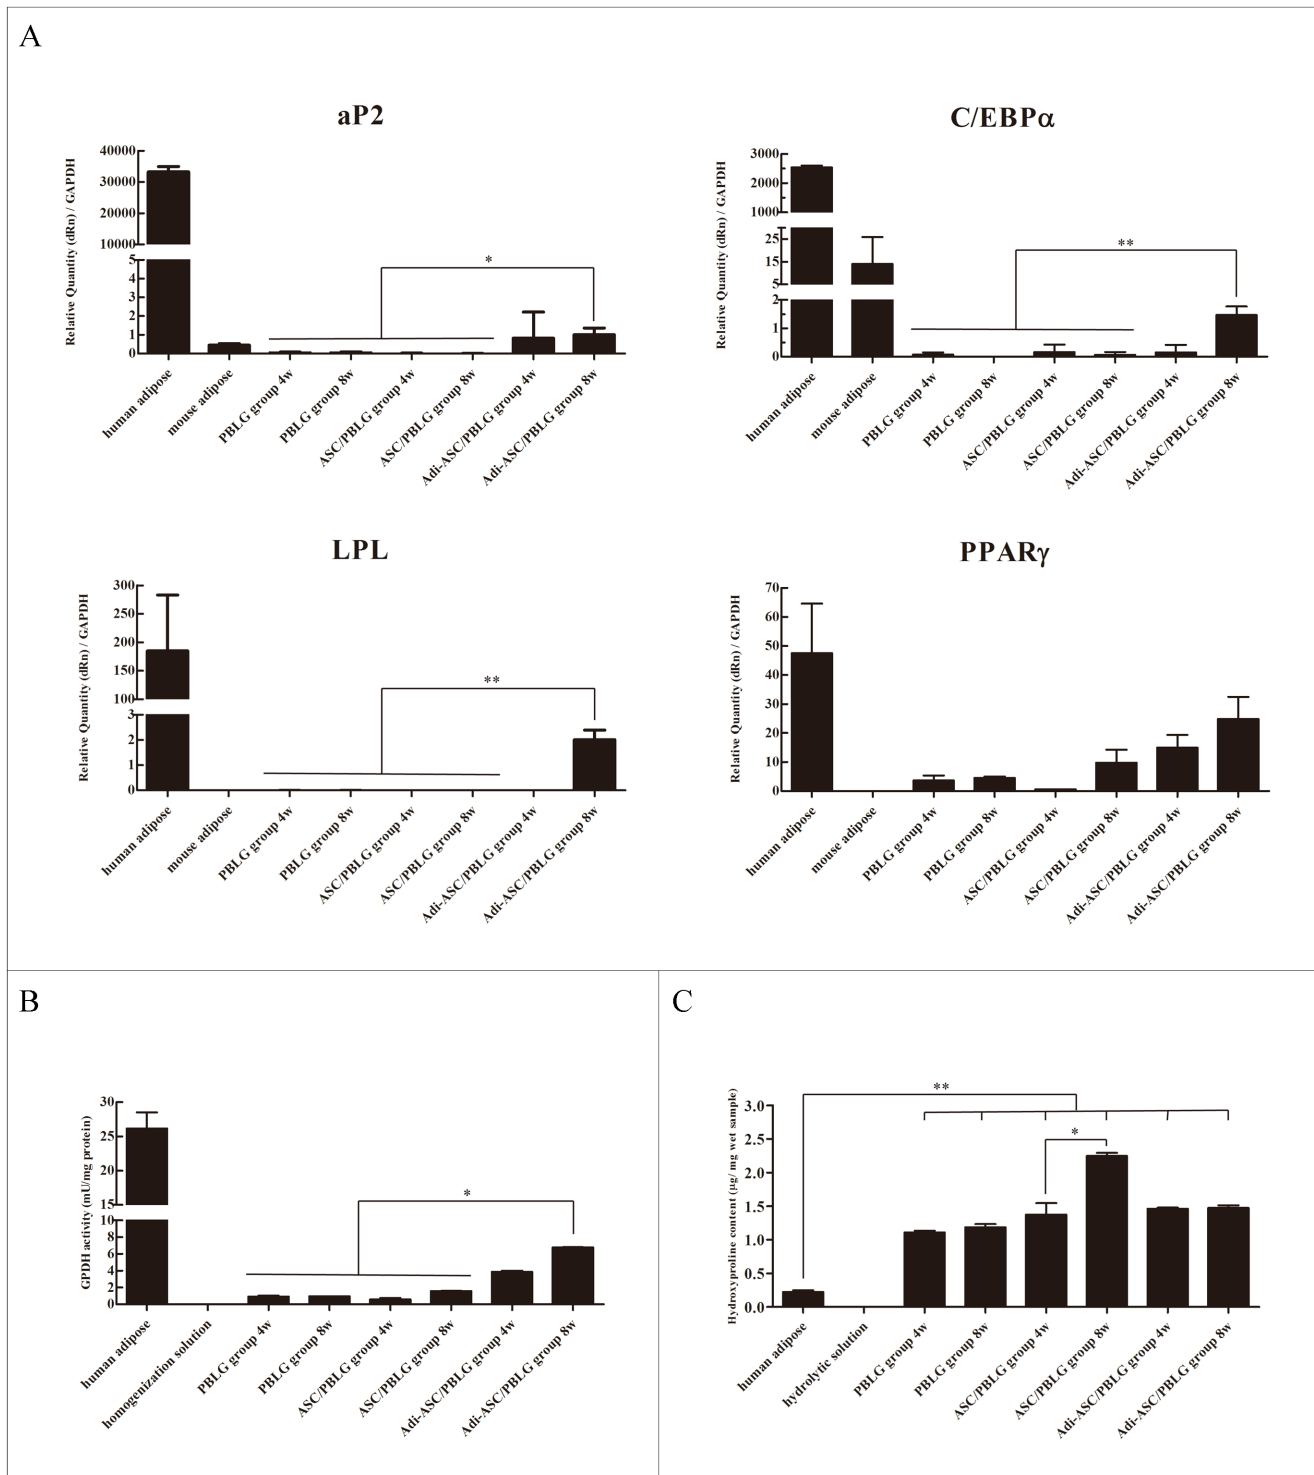 A
aP2
Relative Quantity (dRn) / GAPDH
40000
30000
20000
10000
5
4
3
2
1
0
*
human adipose
mouse adipose
PBLG group 4w
PBLG group 8w
ASC/PBLG group 4w
ASC/PBLG group 8w
Adi-ASC/PBLG group 4w
Adi-ASC/PBLG group 8w
C/EBPα
Relative Quantity (dRn) / GAPDH
3000
2000
1000
25
15
5
2
1
0
**
human adipose
mouse adipose
PBLG group 4w
PBLG group 8w
ASC/PBLG group 4w
ASC/PBLG group 8w
Adi-ASC/PBLG group 4w
Adi-ASC/PBLG group 8w
LPL
Relative Quantity (dRn) / GAPDH
300
250
200
150
100
3
2
1
0
**
human adipose
mouse adipose
PBLG group 4w
PBLG group 8w
ASC/PBLG group 4w
ASC/PBLG group 8w
Adi-ASC/PBLG group 4w
Adi-ASC/PBLG group 8w
PPARγ
Relative Quantity (dRn) / GAPDH
70
60
50
40
30
20
10
0
human adipose
mouse adipose
PBLG group 4w
PBLG group 8w
ASC/PBLG group 4w
ASC/PBLG group 8w
Adi-ASC/PBLG group 4w
Adi-ASC/PBLG group 8w
B
GPDH activity (mU/mg protein)
30
25
20
15
10
8
6
4
2
0
*
human adipose
homogenization solution
PBLG group 4w
PBLG group 8w
ASC/PBLG group 4w
ASC/PBLG group 8w
Adi-ASC/PBLG group 4w
Adi-ASC/PBLG group 8w
C
Hydroxyproline content (μg/ mg wet sample)
3.0
2.5
2.0
1.5
1.0
0.5
0.0
**
*
human adipose
hydrolytic solution
PBLG group 4w
PBLG group 8w
ASC/PBLG group 4w
ASC/PBLG group 8w
Adi-ASC/PBLG group 4w
Adi-ASC/PBLG group 8w